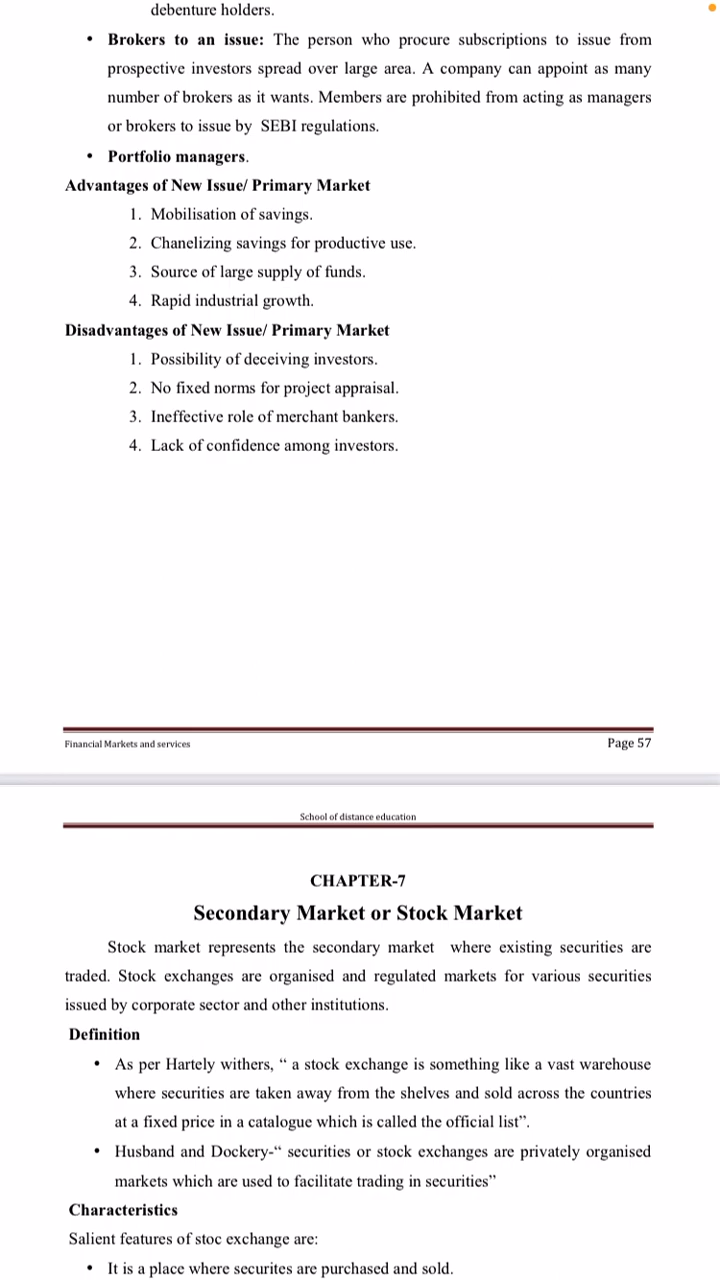 debenture holders.
• Brokers to an issue: The person who procure subscriptions to issue from
prospective investors spread over large area. A company can appoint as many
number of brokers as it wants. Members are prohibited from acting as managers
or brokers to issue by SEBI regulations.
• Portfolio managers.
Advantages of New Issue/ Primary Market
1. Mobilisation of savings.
2. Chanelizing savings for productive use.
3. Source of large supply of funds.
4. Rapid industrial growth.
Disadvantages of New Issue/ Primary Market
1. Possibility of deceiving investors.
2. No fixed norms for project appraisal.
3. Ineffective role of merchant bankers.
4. Lack of confidence among investors.
Financial Markets and services Page 57
School of distance education
CHAPTER-7
Secondary Market or Stock Market
Stock market represents the secondary market where existing securities are
traded. Stock exchanges are organised and regulated markets for various securities
issued by corporate sector and other institutions.
Definition
• As per Hartely withers, “ a stock exchange is something like a vast warehouse
where securities are taken away from the shelves and sold across the countries
at a fixed price in a catalogue which is called the official list”.
• Husband and Dockery-“ securities or stock exchanges are privately organised
markets which are used to facilitate trading in securities”
Characteristics
Salient features of stoc exchange are:
• It is a place where securites are purchased and sold.